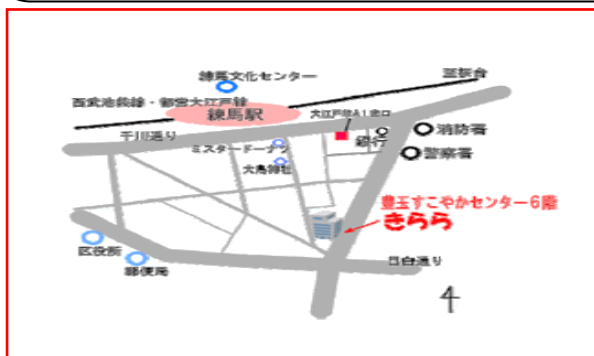 練馬文化センター
至桜台
西武池袋線・都営大江戸線
練馬駅
大江戸線A1出口
千川通り
ミスタードーナツ
銀行
消防署
大鳥神社
警察署
豊玉すこやかセンター6階
きらら
区役所
郵便局
目白通り